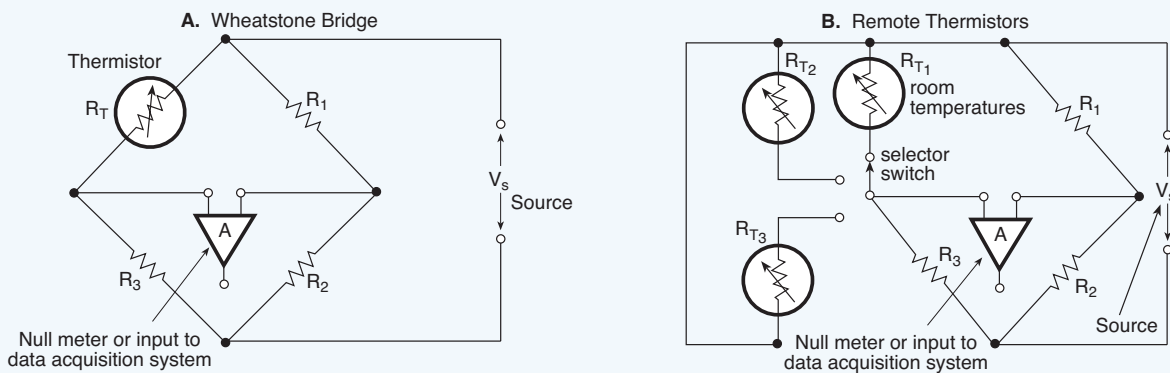 A. Wheatstone Bridge
Thermistor
R_T
R_1
V_s
Source
A
R_3
R_2
Null meter or input to
data acquisition system
B. Remote Thermistors
R_T2
R_T1
room
temperatures
R_1
selector
switch
V_s
R_T3
A
R_3
R_2
Source
Null meter or input to
data acquisition system